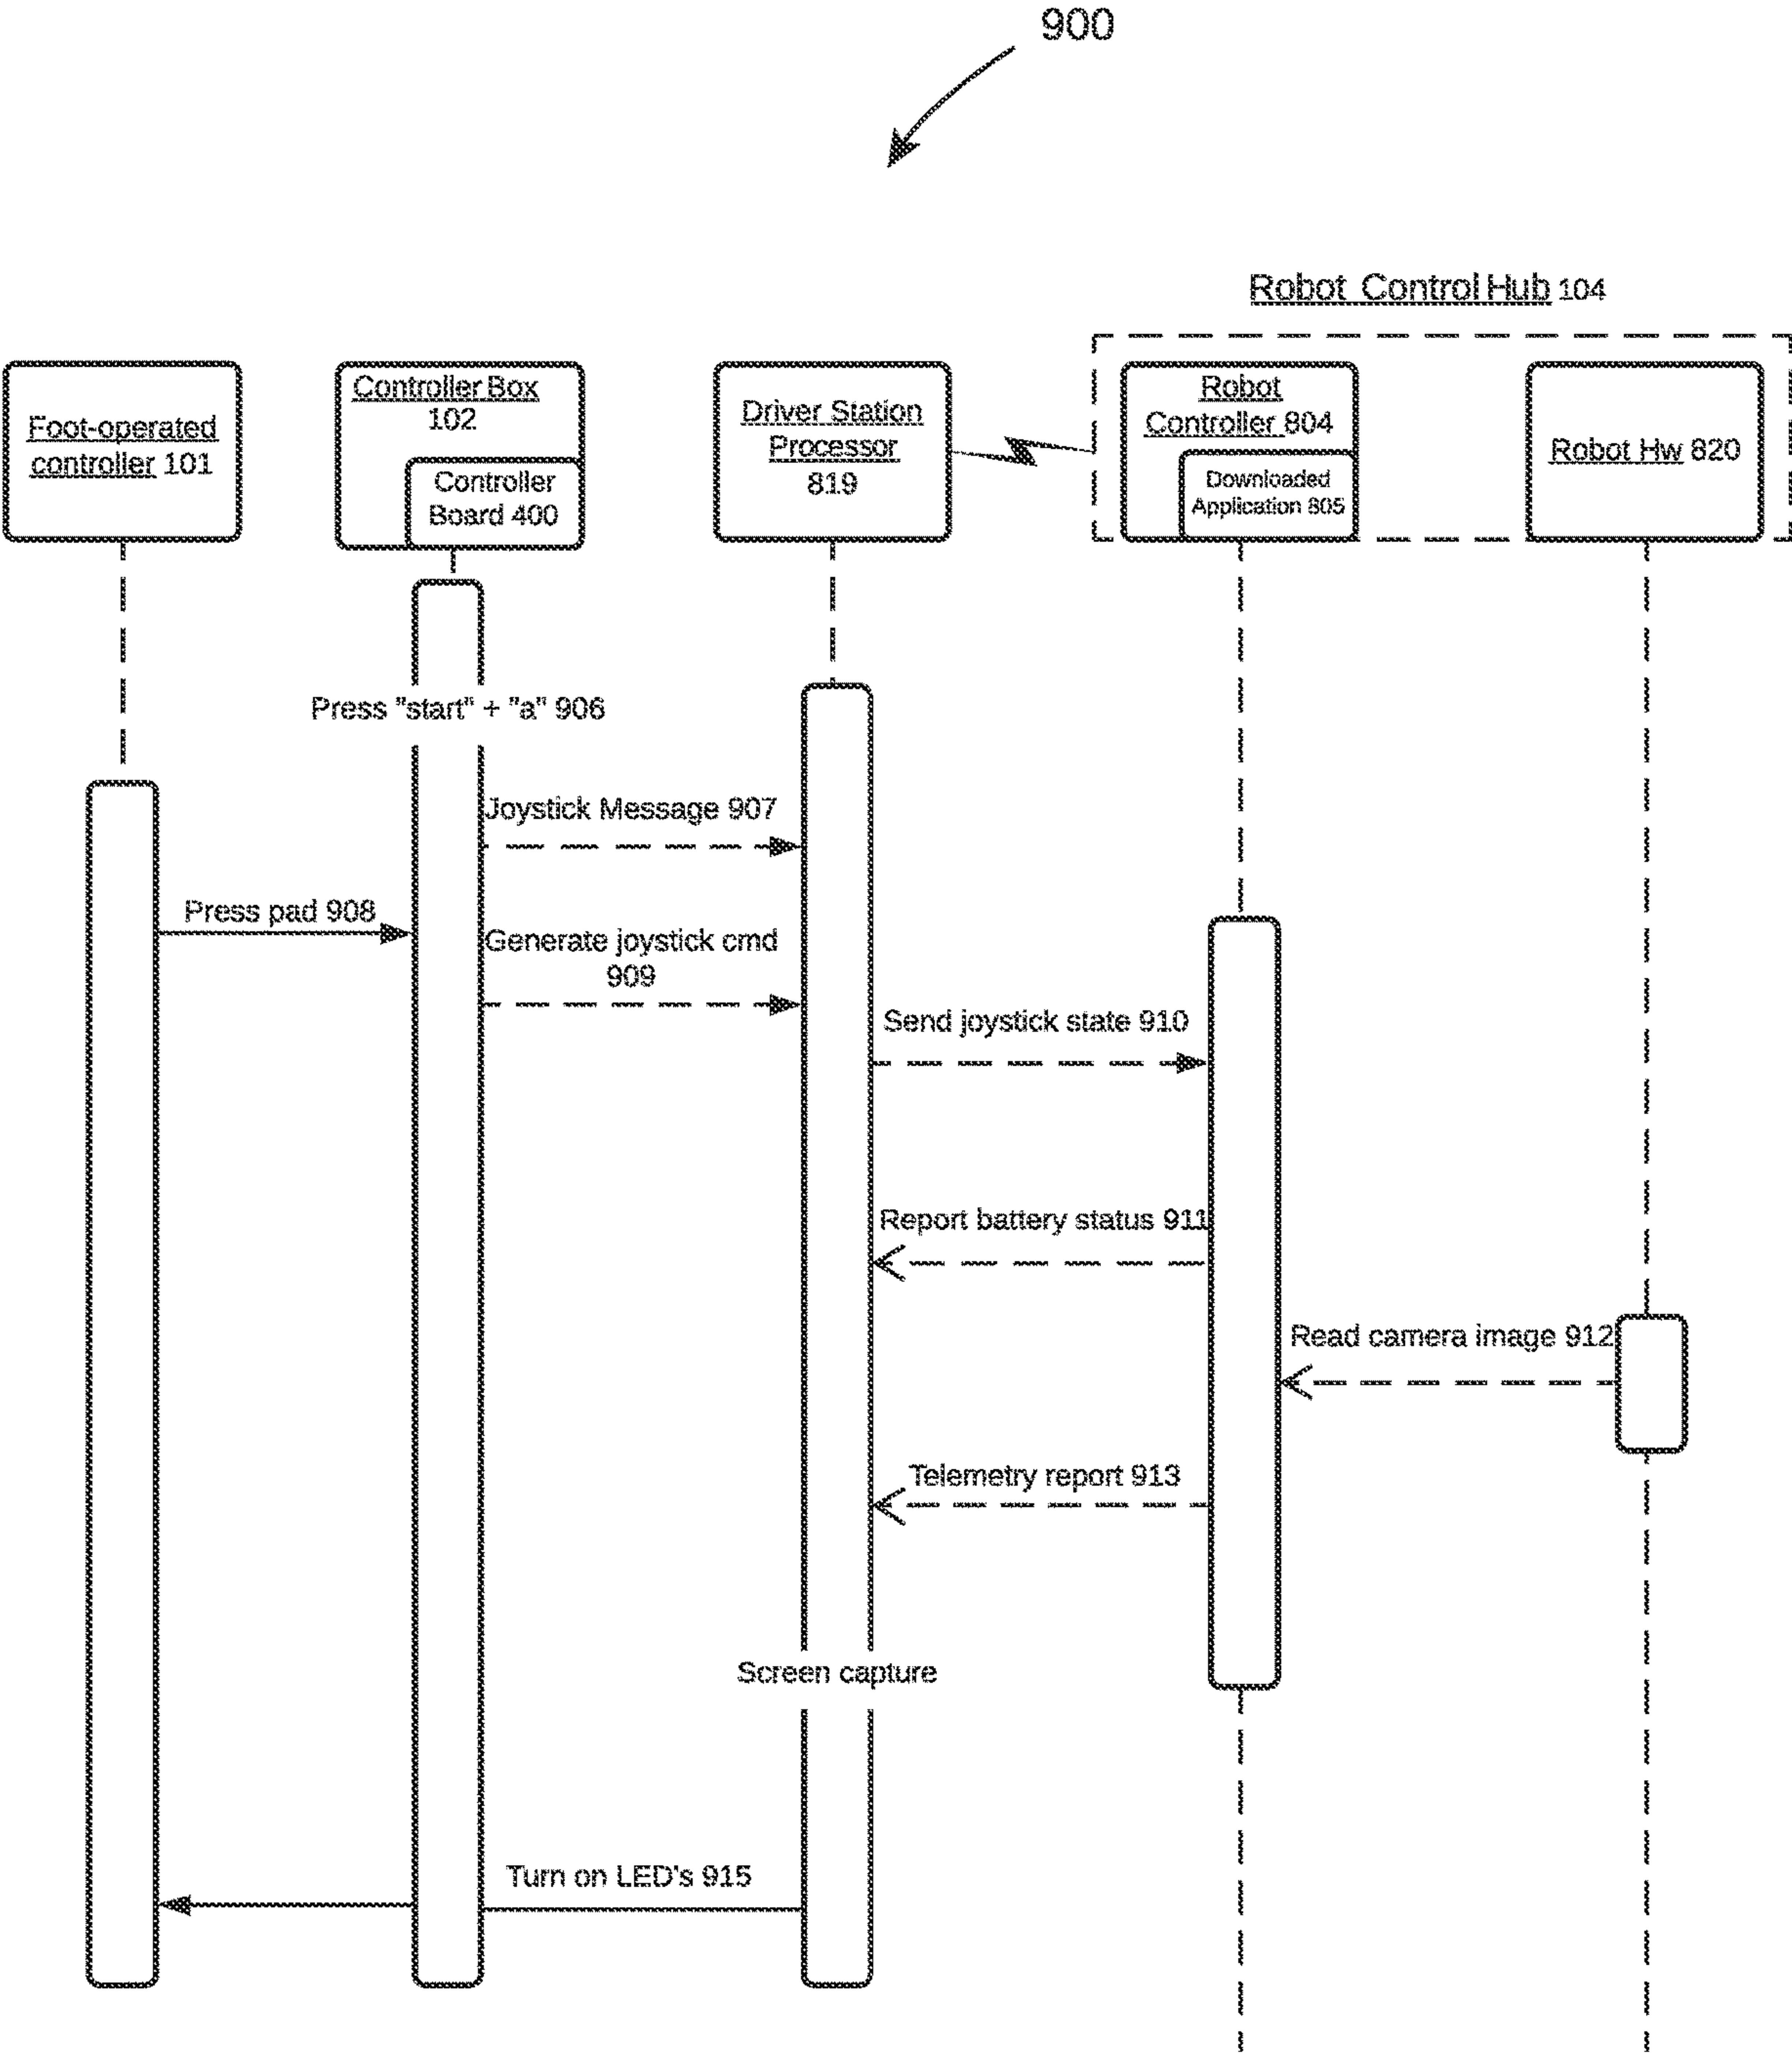 900
Robot Control Hub 104
Foot-operated
controller 101
Controller Box
102
Controller
Board 400
Driver Station
Processor
819
Robot
Controller 804
Downloaded
Application 805
Robot Hw 820
Press "start" + "a" 906
Joystick Message 907
Press pad 908
Generate joystick cmd
909
Send joystick state 910
Report battery status 911
Read camera image 912
Telemetry report 913
Screen capture
Turn on LED's 915